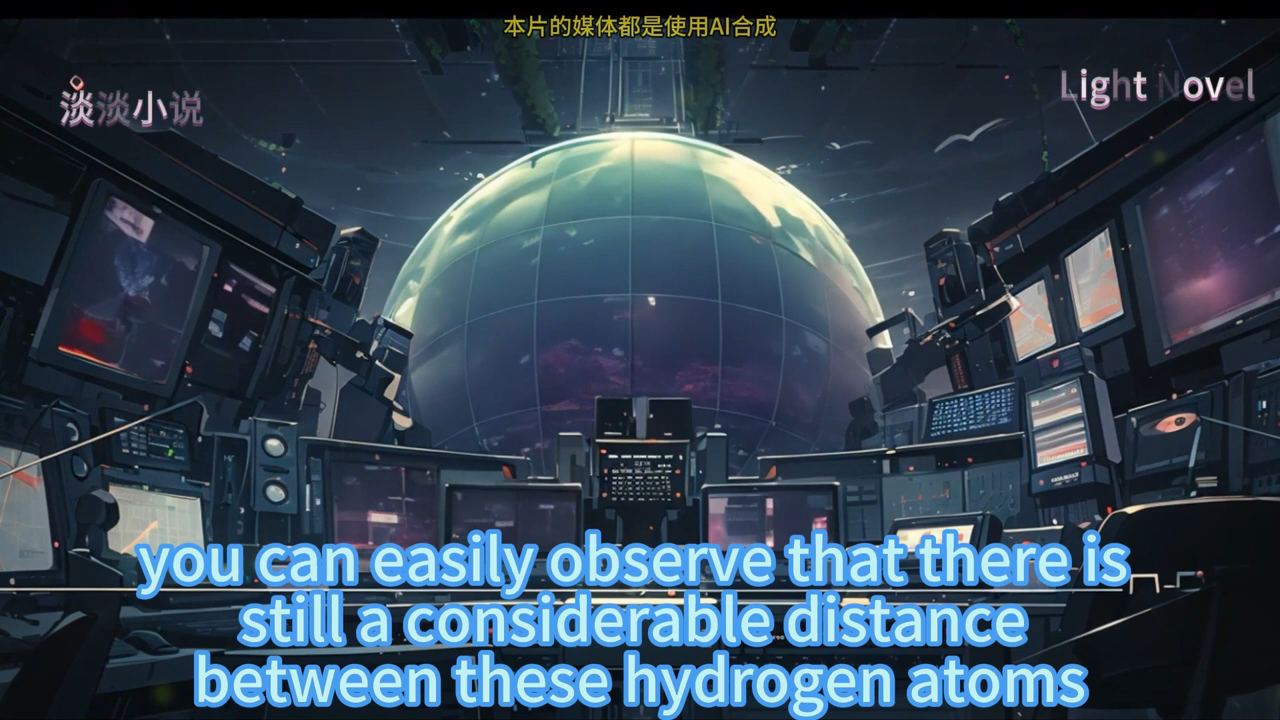 本片的媒体都是使用AI合成
淡淡小说
Light Novel
you can easily observe that there is
still a considerable distance
between these hydrogen atoms